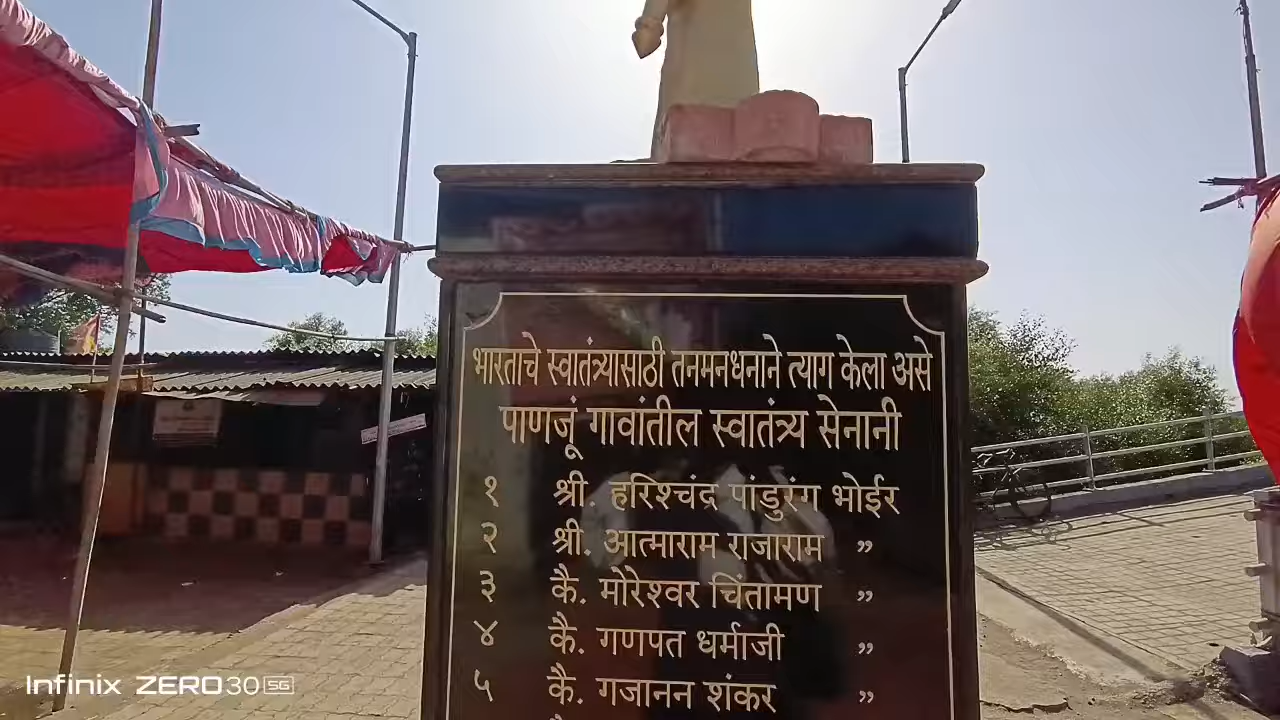 भारताचे स्वातंत्र्यासाठी तनमनधनाने त्याग केला असे
पाणजूं गावांतील स्वातंत्र्य सेनानी
१ श्री. हरिश्चंद्र पांडुरंग भोईर
२ श्री. आत्माराम राजाराम ”
३ कै. मोरेश्वर चिंतामण ”
४ कै. गणपत धर्माजी ”
५ कै. गजानन शंकर ”
Infinix ZERO30 5G